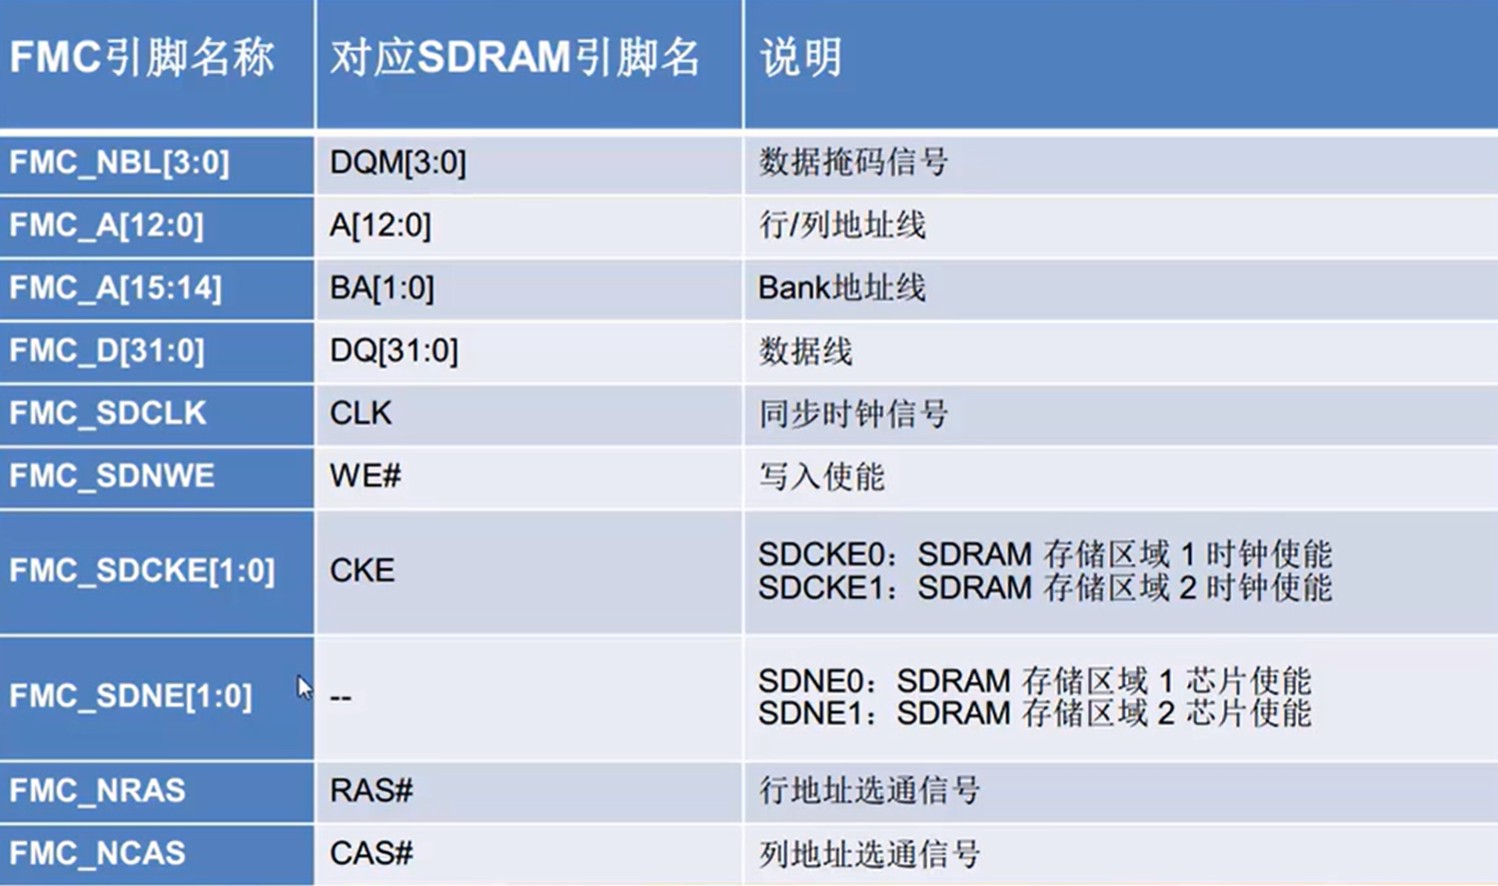 FMC引脚名称 对应SDRAM引脚名 说明
FMC_NBL[3:0] DQM[3:0] 数据掩码信号
FMC_A[12:0] A[12:0] 行/列地址线
FMC_A[15:14] BA[1:0] Bank地址线
FMC_D[31:0] DQ[31:0] 数据线
FMC_SDCLK CLK 同步时钟信号
FMC_SDNWE WE# 写入使能
FMC_SDCKE[1:0] CKE SDCKE0：SDRAM 存储区域 1 时钟使能
SDCKE1：SDRAM 存储区域 2 时钟使能
FMC_SDNE[1:0] -- SDNE0：SDRAM 存储区域 1 芯片使能
SDNE1：SDRAM 存储区域 2 芯片使能
FMC_NRAS RAS# 行地址选通信号
FMC_NCAS CAS# 列地址选通信号